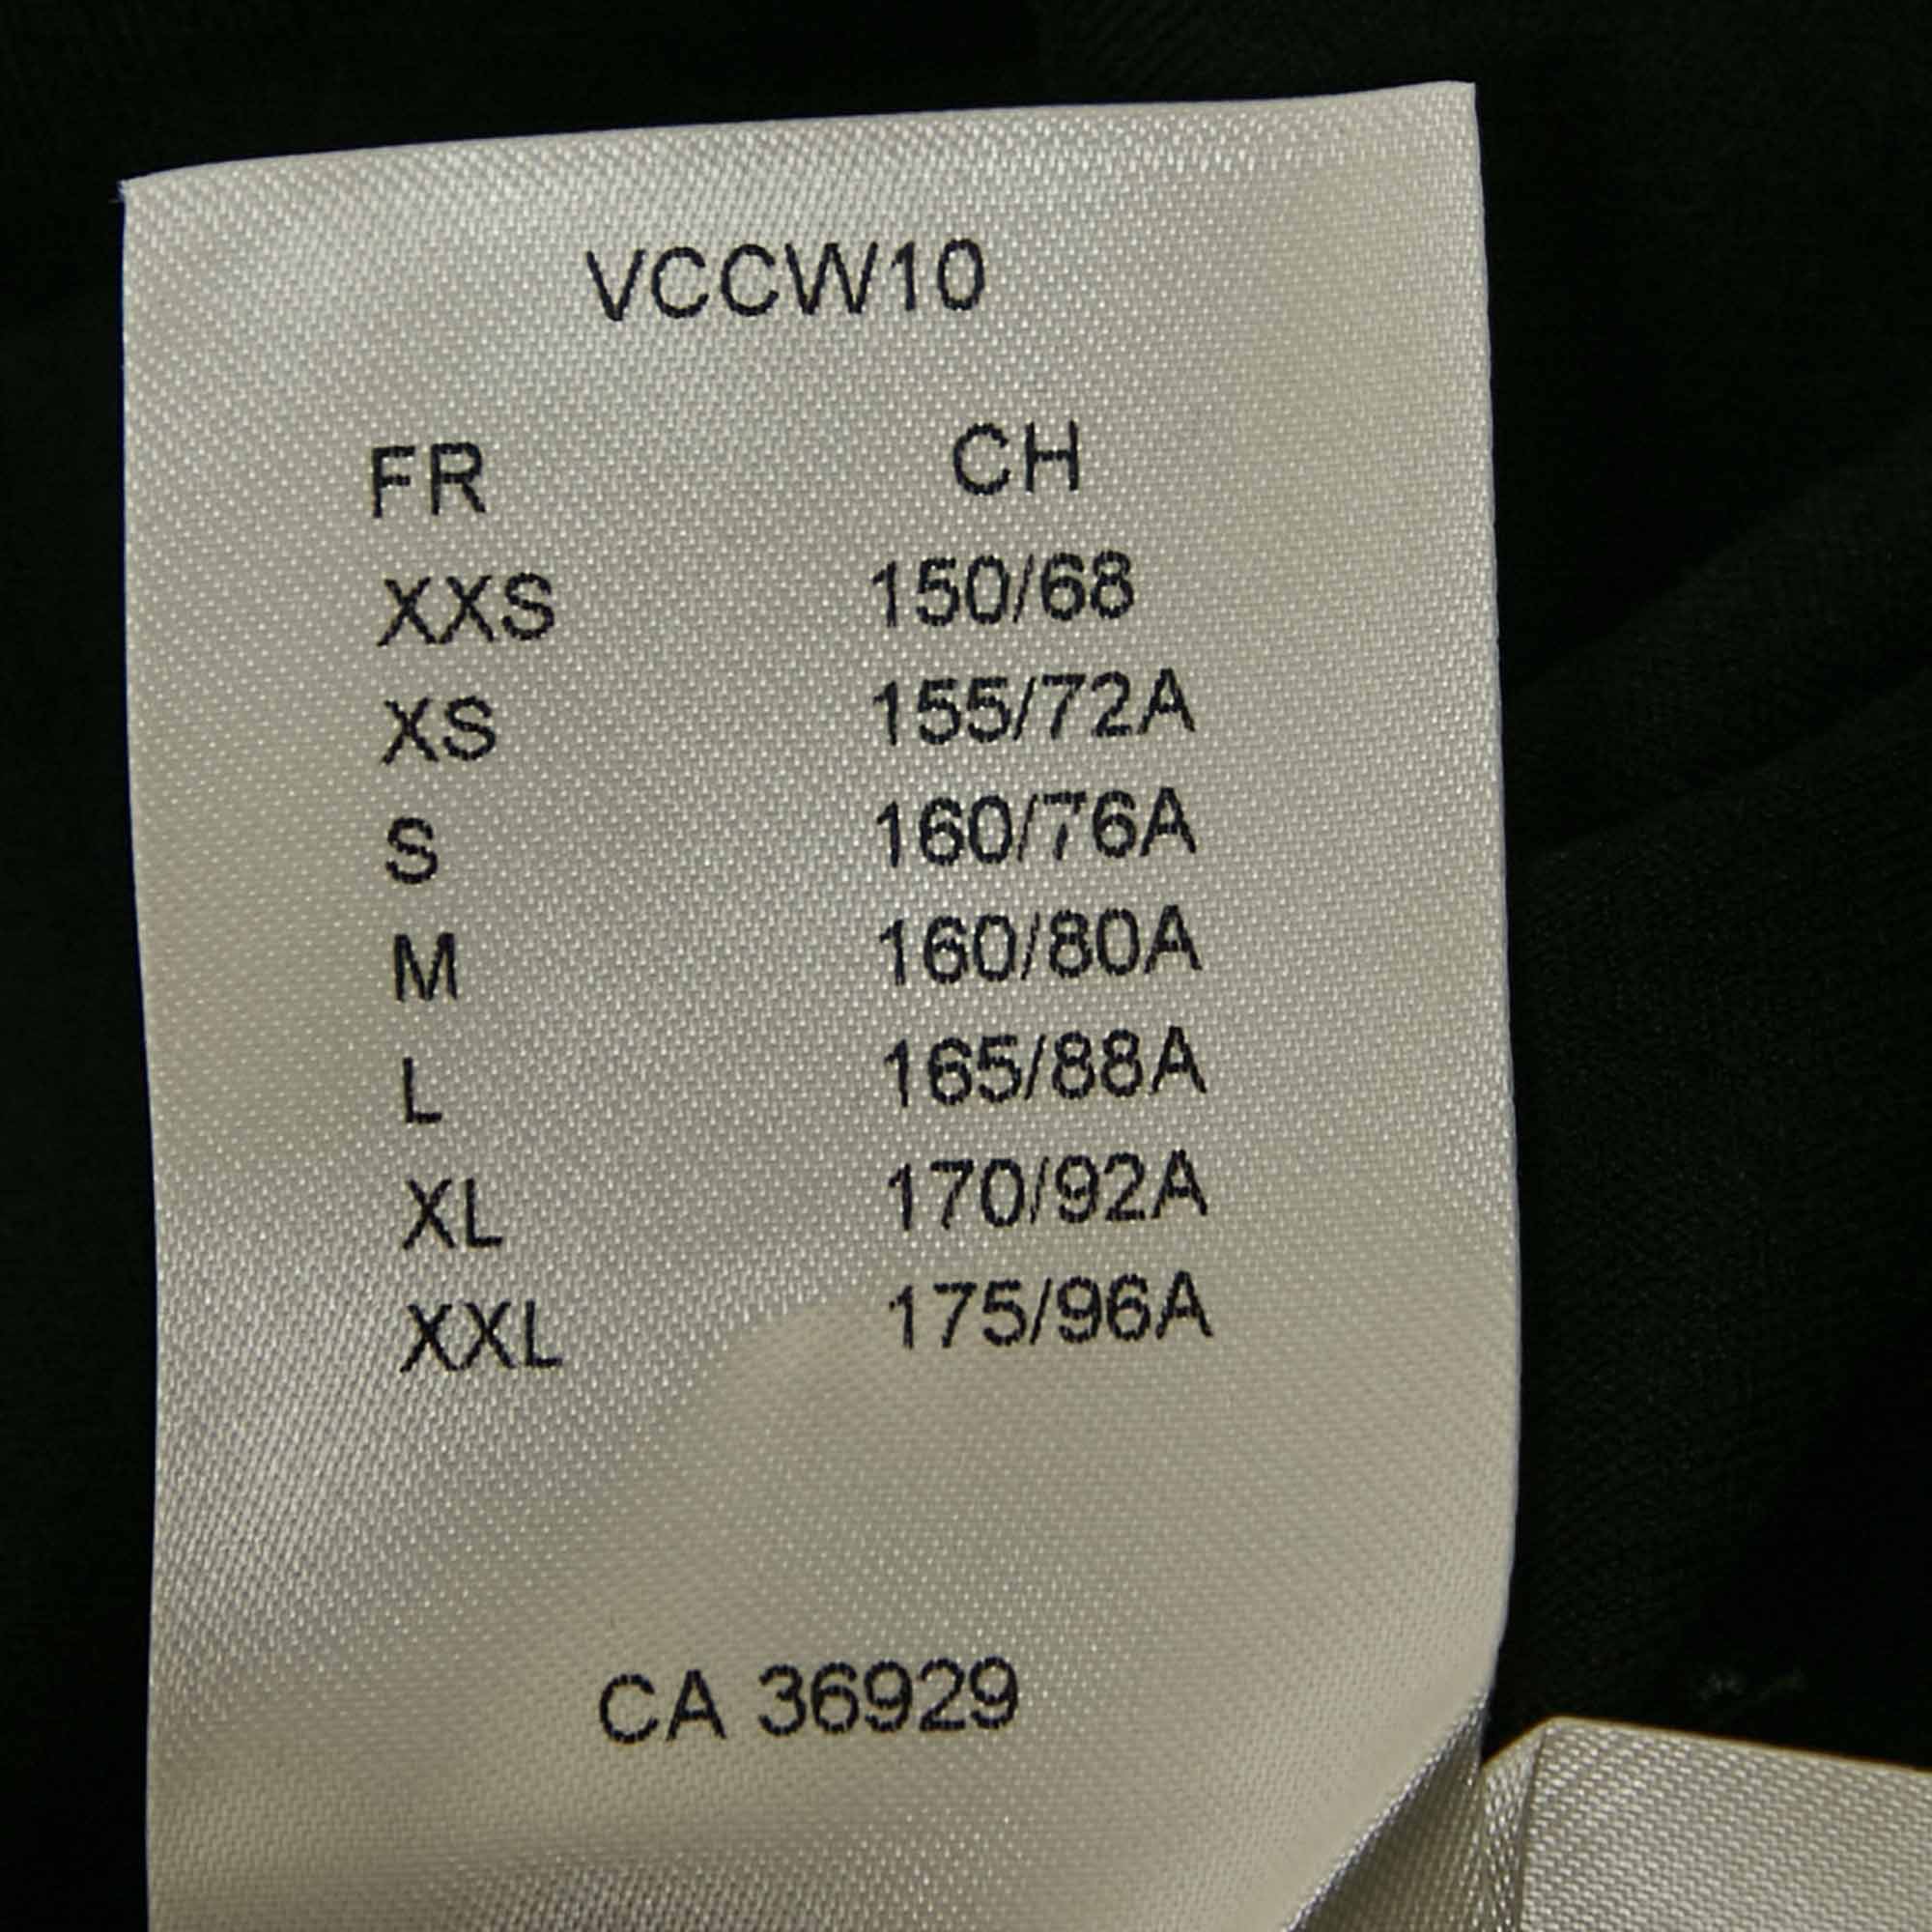 VCCW10
FR CH
XXS 150/68
XS 155/72A
S 160/76A
M 160/80A
L 165/88A
XL 170/92A
XXL 175/96A
CA 36929